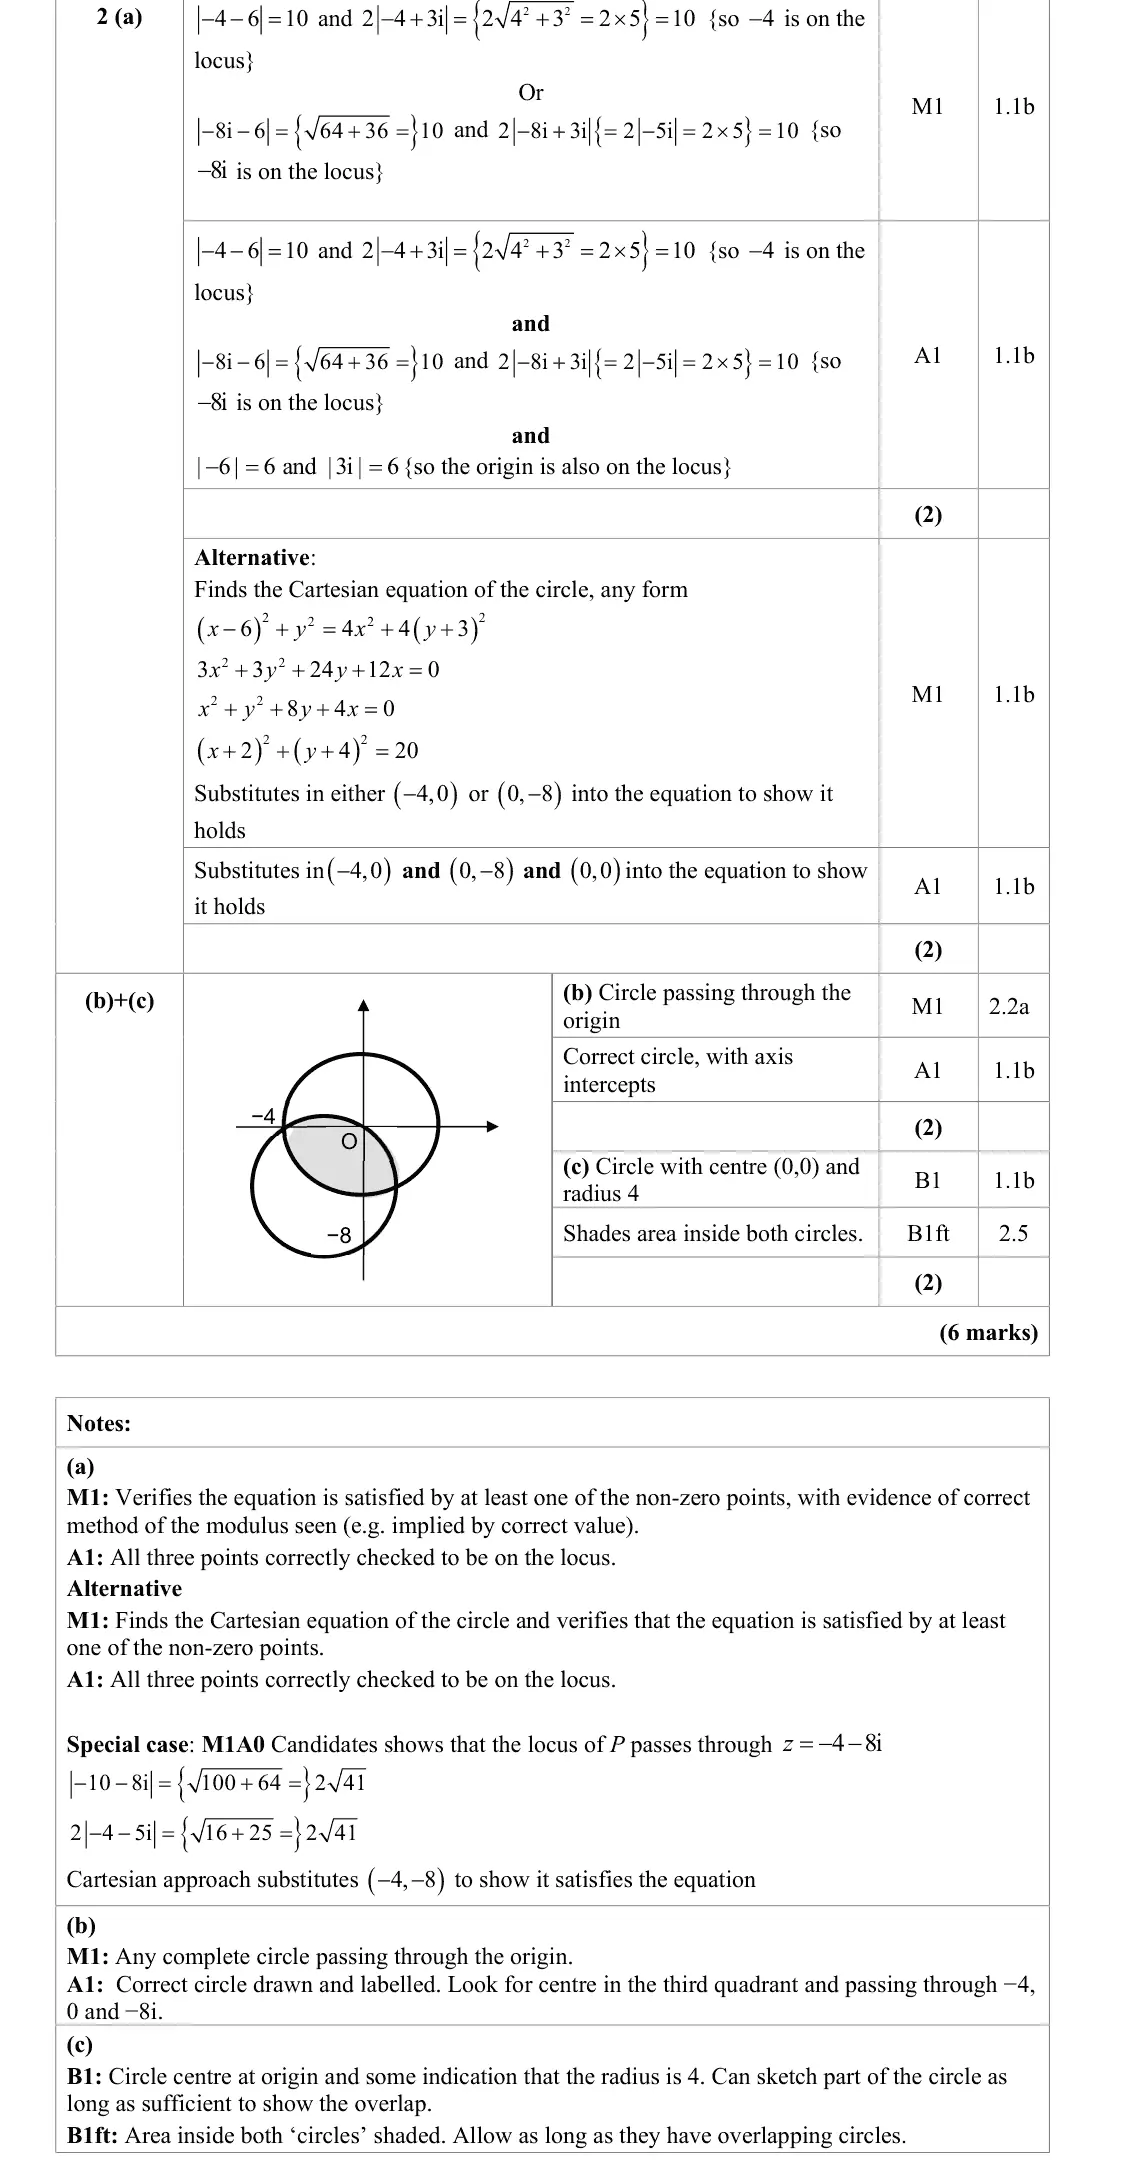 2 (a)
|−4−6|=10 and 2|−4+3i|={2√(4²+3²)=2×5}=10 {so −4 is on the
locus}
Or
|−8i−6|={√(64+36)=}10 and 2|−8i+3i|{=2|−5i|=2×5}=10 {so
−8i is on the locus}
M1
1.1b
|−4−6|=10 and 2|−4+3i|={2√(4²+3²)=2×5}=10 {so −4 is on the
locus}
and
|−8i−6|={√(64+36)=}10 and 2|−8i+3i|{=2|−5i|=2×5}=10 {so
−8i is on the locus}
and
|−6|=6 and |3i|=6 {so the origin is also on the locus}
A1
1.1b
(2)
Alternative:
Finds the Cartesian equation of the circle, any form
(x−6)²+y²=4x²+4(y+3)²
3x²+3y²+24y+12x=0
x²+y²+8y+4x=0
(x+2)²+(y+4)²=20
Substitutes in either (−4,0) or (0,−8) into the equation to show it
holds
M1
1.1b
Substitutes in (−4,0) and (0,−8) and (0,0) into the equation to show
it holds
A1
1.1b
(2)
(b)+(c)
−4
O
−8
(b) Circle passing through the
origin
M1
2.2a
Correct circle, with axis
intercepts
A1
1.1b
(2)
(c) Circle with centre (0,0) and
radius 4
B1
1.1b
Shades area inside both circles.
B1ft
2.5
(2)
(6 marks)
Notes:
(a)
M1: Verifies the equation is satisfied by at least one of the non-zero points, with evidence of correct
method of the modulus seen (e.g. implied by correct value).
A1: All three points correctly checked to be on the locus.
Alternative
M1: Finds the Cartesian equation of the circle and verifies that the equation is satisfied by at least
one of the non-zero points.
A1: All three points correctly checked to be on the locus.
Special case: M1A0 Candidates shows that the locus of P passes through z=−4−8i
|−10−8i|={√(100+64)=}2√41
2|−4−5i|={√(16+25)=}2√41
Cartesian approach substitutes (−4,−8) to show it satisfies the equation
(b)
M1: Any complete circle passing through the origin.
A1: Correct circle drawn and labelled. Look for centre in the third quadrant and passing through −4,
0 and −8i.
(c)
B1: Circle centre at origin and some indication that the radius is 4. Can sketch part of the circle as
long as sufficient to show the overlap.
B1ft: Area inside both ‘circles’ shaded. Allow as long as they have overlapping circles.